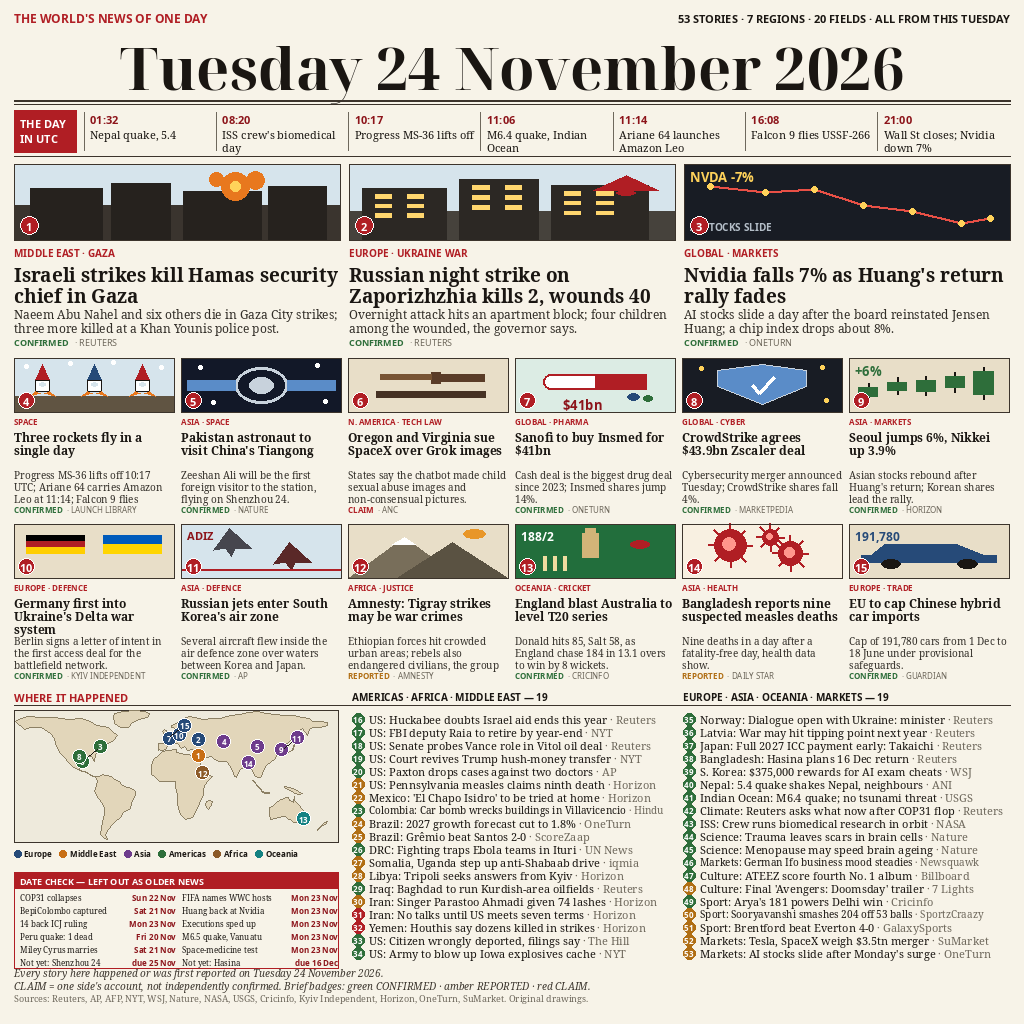 THE WORLD'S NEWS OF ONE DAY
53 STORIES · 7 REGIONS · 20 FIELDS · ALL FROM THIS TUESDAY
Tuesday 24 November 2026
THE DAY
IN UTC
01:32
Nepal quake, 5.4
08:20
ISS crew's biomedical
day
10:17
Progress MS-36 lifts off
11:06
M6.4 quake, Indian
Ocean
11:14
Ariane 64 launches
Amazon Leo
16:08
Falcon 9 flies USSF-266
21:00
Wall St closes; Nvidia
down 7%
1
MIDDLE EAST · GAZA
Israeli strikes kill Hamas security
chief in Gaza
Naeem Abu Nahel and six others die in Gaza City strikes;
three more killed at a Khan Younis police post.
CONFIRMED · REUTERS
2
EUROPE · UKRAINE WAR
Russian night strike on
Zaporizhzhia kills 2, wounds 40
Overnight attack hits an apartment block; four children
among the wounded, the governor says.
CONFIRMED · REUTERS
NVDA -7%
3
TOCKS SLIDE
GLOBAL · MARKETS
Nvidia falls 7% as Huang's return
rally fades
AI stocks slide a day after the board reinstated Jensen
Huang; a chip index drops about 8%.
CONFIRMED · ONETURN
4
SPACE
Three rockets fly in a
single day
Progress MS-36 lifts off 10:17
UTC; Ariane 64 carries Amazon
Leo at 11:14; Falcon 9 flies
CONFIRMED · LAUNCH LIBRARY
5
ASIA · SPACE
Pakistan astronaut to
visit China's Tiangong
Zeeshan Ali will be the first
foreign visitor to the station,
flying on Shenzhou 24.
CONFIRMED · NATURE
6
N. AMERICA · TECH LAW
Oregon and Virginia sue
SpaceX over Grok images
States say the chatbot made child
sexual abuse images and
non-consensual pictures.
CLAIM · ANC
7
$41bn
GLOBAL · PHARMA
Sanofi to buy Insmed for
$41bn
Cash deal is the biggest drug deal
since 2023; Insmed shares jump
14%.
CONFIRMED · ONETURN
8
GLOBAL · CYBER
CrowdStrike agrees
$43.9bn Zscaler deal
Cybersecurity merger announced
Tuesday; CrowdStrike shares fall
4%.
CONFIRMED · MARKETPEDIA
+6%
9
ASIA · MARKETS
Seoul jumps 6%, Nikkei
up 3.9%
Asian stocks rebound after
Huang's return; Korean shares
lead the rally.
CONFIRMED · HORIZON
10
EUROPE · DEFENCE
Germany first into
Ukraine's Delta war
system
Berlin signs a letter of intent in
the first access deal for the
battlefield network.
CONFIRMED · KYIV INDEPENDENT
ADIZ
11
ASIA · DEFENCE
Russian jets enter South
Korea's air zone
Several aircraft flew inside the
air defence zone over waters
between Korea and Japan.
CONFIRMED · AP
12
AFRICA · JUSTICE
Amnesty: Tigray strikes
may be war crimes
Ethiopian forces hit crowded
urban areas; rebels also
endangered civilians, the group
REPORTED · AMNESTY
188/2
13
OCEANIA · CRICKET
England blast Australia to
level T20 series
Donald hits 85, Salt 58, as
England chase 184 in 13.1 overs
to win by 8 wickets.
CONFIRMED · CRICINFO
14
ASIA · HEALTH
Bangladesh reports nine
suspected measles deaths
Nine deaths in a day after a
fatality-free day, health data
show.
REPORTED · DAILY STAR
191,780
15
EUROPE · TRADE
EU to cap Chinese hybrid
car imports
Cap of 191,780 cars from 1 Dec to
18 June under provisional
safeguards.
CONFIRMED · GUARDIAN
WHERE IT HAPPENED
15
7
10
2
1
12
4
5
14
9
11
3
8
13
Europe Middle East Asia Americas Africa Oceania
DATE CHECK — LEFT OUT AS OLDER NEWS
COP31 collapses Sun 22 Nov FIFA names WWC hosts Mon 23 Nov
BepiColombo captured Sat 21 Nov Huang back at Nvidia Mon 23 Nov
14 back ICJ ruling Mon 23 Nov Executions sped up Mon 23 Nov
Peru quake: 1 dead Fri 20 Nov M6.5 quake, Vanuatu Mon 23 Nov
Miley Cyrus marries Sat 21 Nov Space-medicine test Mon 23 Nov
Not yet: Shenzhou 24 due 25 Nov Not yet: Hasina due 16 Dec
AMERICAS · AFRICA · MIDDLE EAST — 19
16 US: Huckabee doubts Israel aid ends this year · Reuters
17 US: FBI deputy Raia to retire by year-end · NYT
18 US: Senate probes Vance role in Vitol oil deal · Reuters
19 US: Court revives Trump hush-money transfer · NYT
20 US: Paxton drops cases against two doctors · AP
21 US: Pennsylvania measles claims ninth death · Horizon
22 Mexico: 'El Chapo Isidro' to be tried at home · Horizon
23 Colombia: Car bomb wrecks buildings in Villavicencio · Hindu
24 Brazil: 2027 growth forecast cut to 1.8% · OneTurn
25 Brazil: Grêmio beat Santos 2-0 · ScoreZaap
26 DRC: Fighting traps Ebola teams in Ituri · UN News
27 Somalia, Uganda step up anti-Shabaab drive · iqmia
28 Libya: Tripoli seeks answers from Kyiv · Horizon
29 Iraq: Baghdad to run Kurdish-area oilfields · Reuters
30 Iran: Singer Parastoo Ahmadi given 74 lashes · Horizon
31 Iran: No talks until US meets seven terms · Horizon
32 Yemen: Houthis say dozens killed in strikes · Horizon
33 US: Citizen wrongly deported, filings say · The Hill
34 US: Army to blow up Iowa explosives cache · NYT
EUROPE · ASIA · OCEANIA · MARKETS — 19
35 Norway: Dialogue open with Ukraine: minister · Reuters
36 Latvia: War may hit tipping point next year · Reuters
37 Japan: Full 2027 ICC payment early: Takaichi · Reuters
38 Bangladesh: Hasina plans 16 Dec return · Reuters
39 S. Korea: $375,000 rewards for AI exam cheats · WSJ
40 Nepal: 5.4 quake shakes Nepal, neighbours · ANI
41 Indian Ocean: M6.4 quake; no tsunami threat · USGS
42 Climate: Reuters asks what now after COP31 flop · Reuters
43 ISS: Crew runs biomedical research in orbit · NASA
44 Science: Trauma leaves scars in brain cells · Nature
45 Science: Menopause may speed brain ageing · Nature
46 Markets: German Ifo business mood steadies · Newsquawk
47 Culture: ATEEZ score fourth No. 1 album · Billboard
48 Culture: Final 'Avengers: Doomsday' trailer · 7 Lights
49 Sport: Arya's 181 powers Delhi win · Cricinfo
50 Sport: Sooryavanshi smashes 204 off 53 balls · SportzCraazy
51 Sport: Brentford beat Everton 4-0 · GalaxySports
52 Markets: Tesla, SpaceX weigh $3.5tn merger · SuMarket
53 Markets: AI stocks slide after Monday's surge · OneTurn
Every story here happened or was first reported on Tuesday 24 November 2026.
CLAIM = one side's account, not independently confirmed. Brief badges: green CONFIRMED · amber REPORTED · red CLAIM.
Sources: Reuters, AP, AFP, NYT, WSJ, Nature, NASA, USGS, Cricinfo, Kyiv Independent, Horizon, OneTurn, SuMarket. Original drawings.